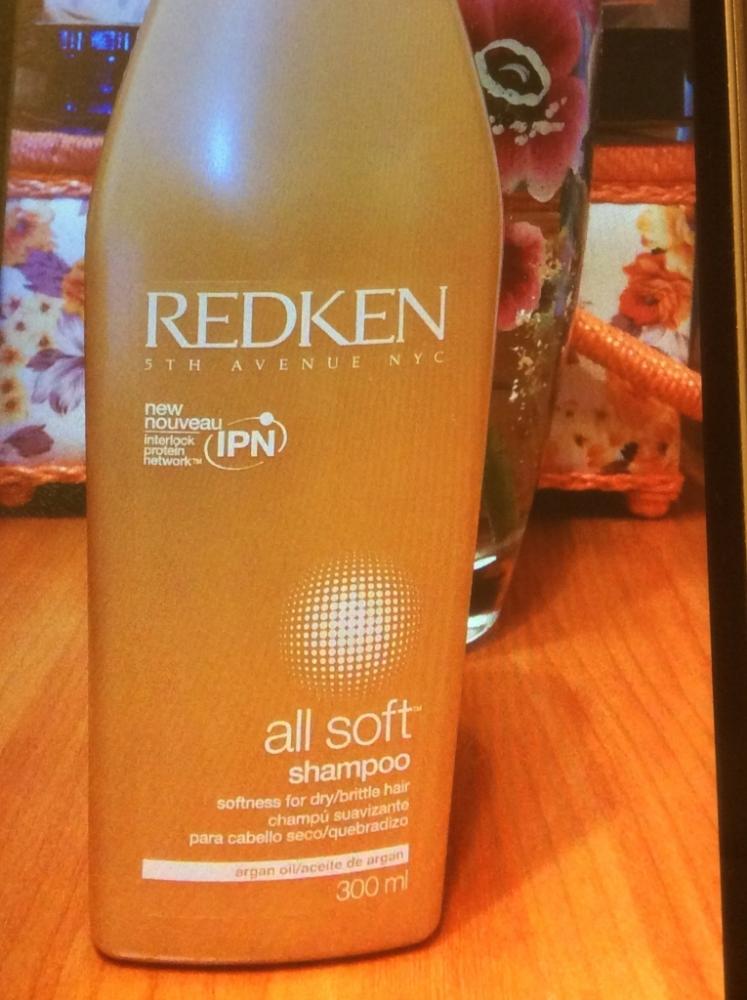 REDKEN
5TH AVENUE NYC
new
nouveau
interlock
protein
network™
IPN
all soft™
shampoo
softness for dry/brittle hair
champú suavizante
para cabello seco/quebradizo
argan oil/aceite de argan
300 ml